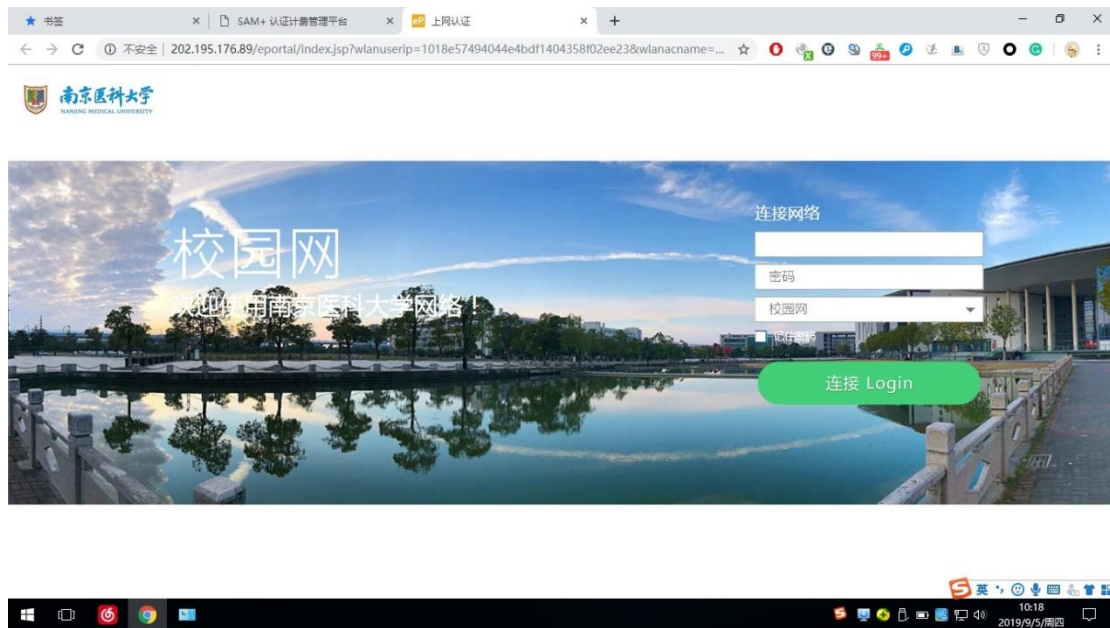 书签
SAM+ 认证计费管理平台
上网认证
不安全 | 202.195.176.89/eportal/index.jsp?wlanuserip=1018e57494044e4bdf1404358f02ee23&wlanacname=...
99+
南京医科大学
NANJING MEDICAL UNIVERSITY
校园网
欢迎使用南京医科大学网络！
连接网络
密码
校园网
记住密码
连接 Login
英
10:18
2019/9/5/周四